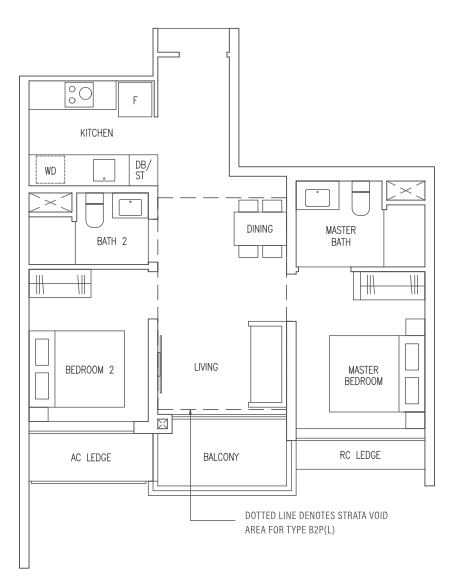 F
KITCHEN
WD
DB/
ST
BATH 2
DINING
MASTER
BATH
BEDROOM 2
LIVING
MASTER
BEDROOM
AC LEDGE
BALCONY
RC LEDGE
DOTTED LINE DENOTES STRATA VOID
AREA FOR TYPE B2P(L)